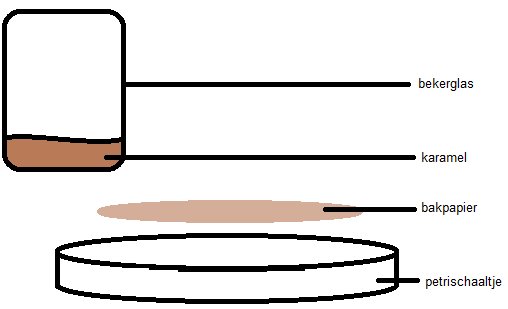 bekerglas
karamel
bakpapier
petrischaaltje